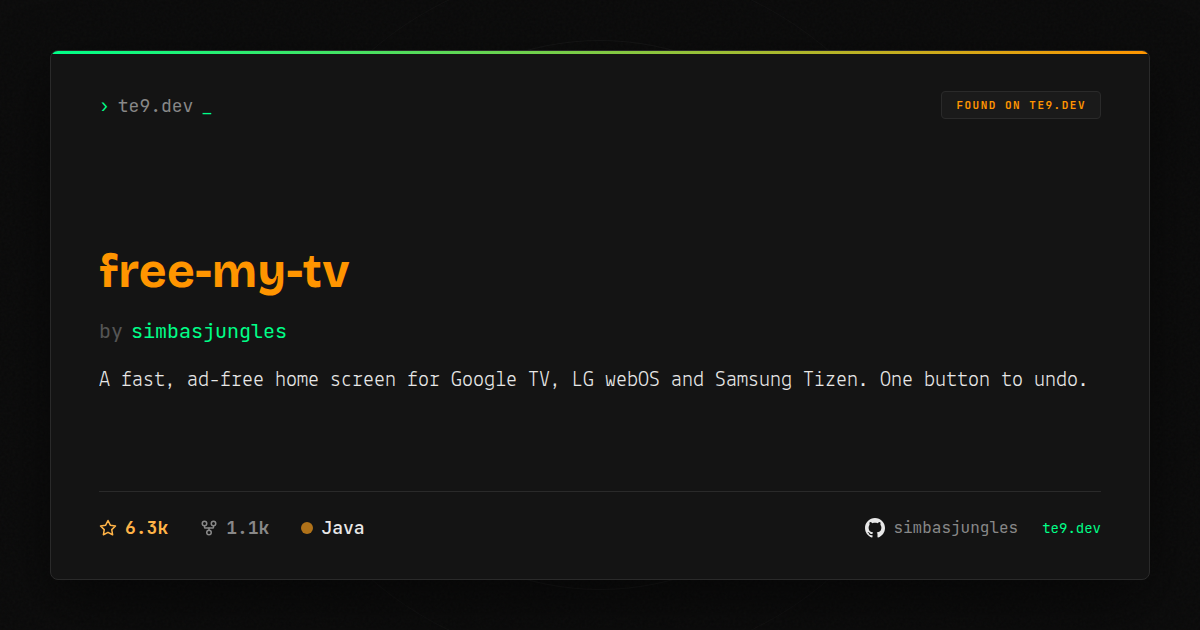 › te9.dev _
FOUND ON TE9.DEV
free-my-tv
by simbasjungles
A fast, ad-free home screen for Google TV, LG webOS and Samsung Tizen. One button to undo.
6.3k 1.1k Java
simbasjungles te9.dev